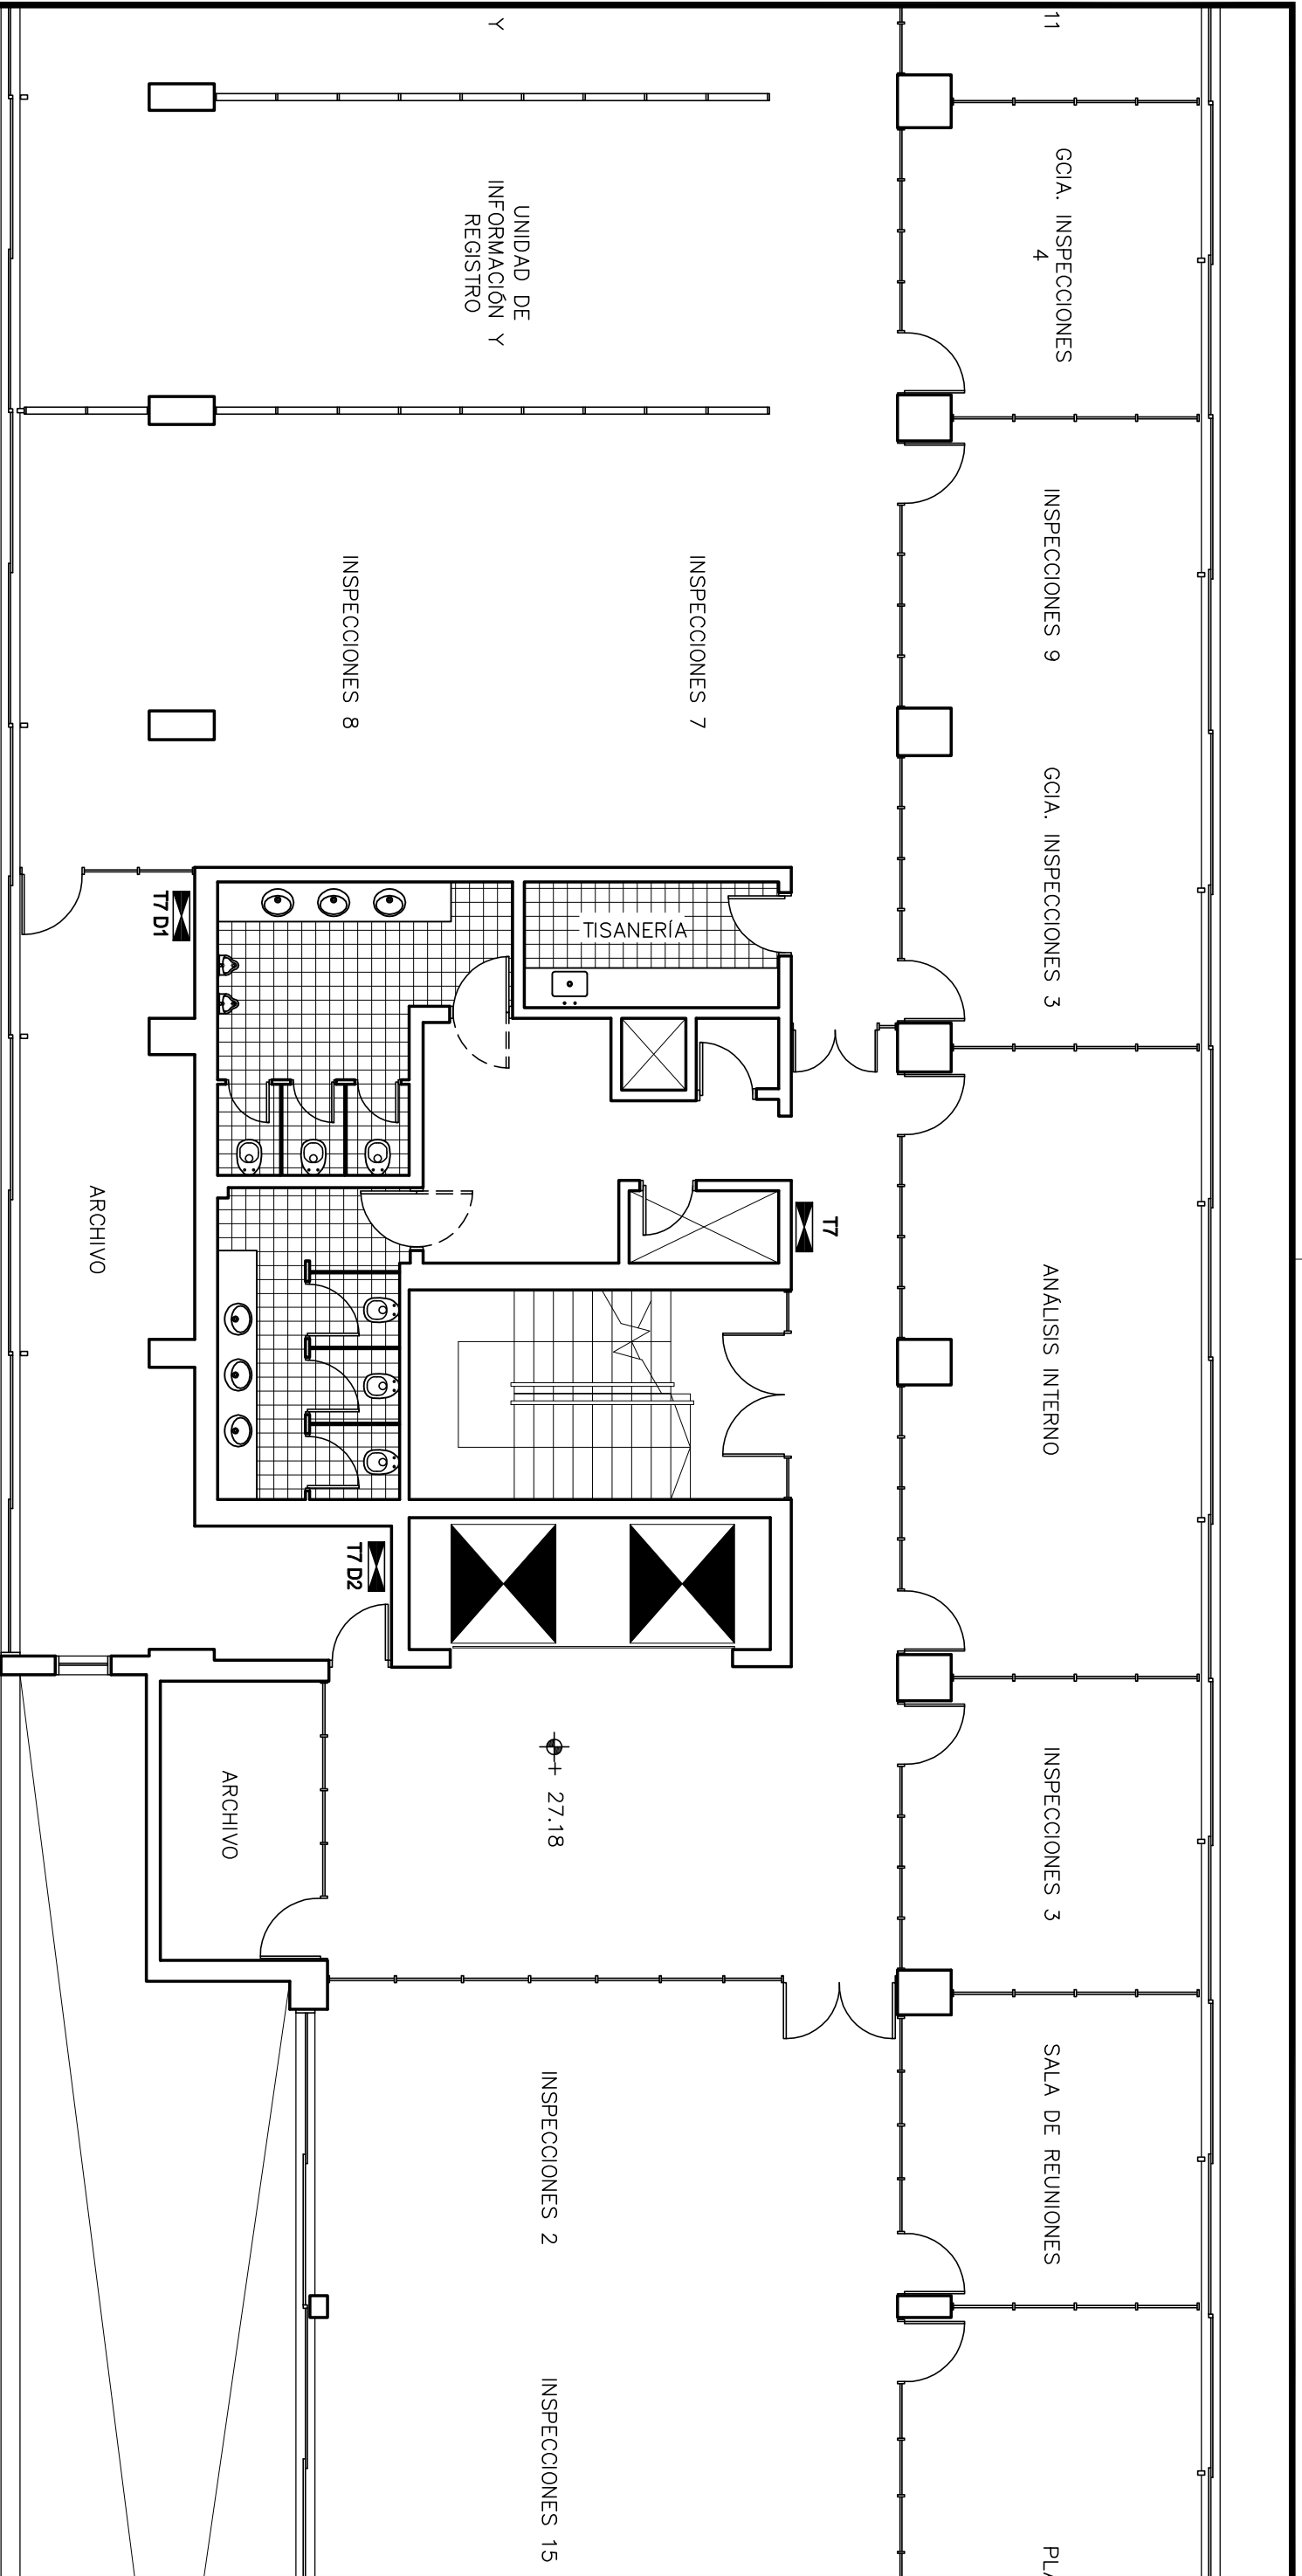 11
GCIA. INSPECCIONES
4
INSPECCIONES 9
GCIA. INSPECCIONES 3
ANÁLISIS INTERNO
INSPECCIONES 3
SALA DE REUNIONES
T7
INSPECCIONES 7
TISANERÍA
Y
UNIDAD DE
INFORMACIÓN Y
REGISTRO
+ 27.18
INSPECCIONES 2
INSPECCIONES 15
INSPECCIONES 8
T7 D2
ARCHIVO
T7 D1
ARCHIVO